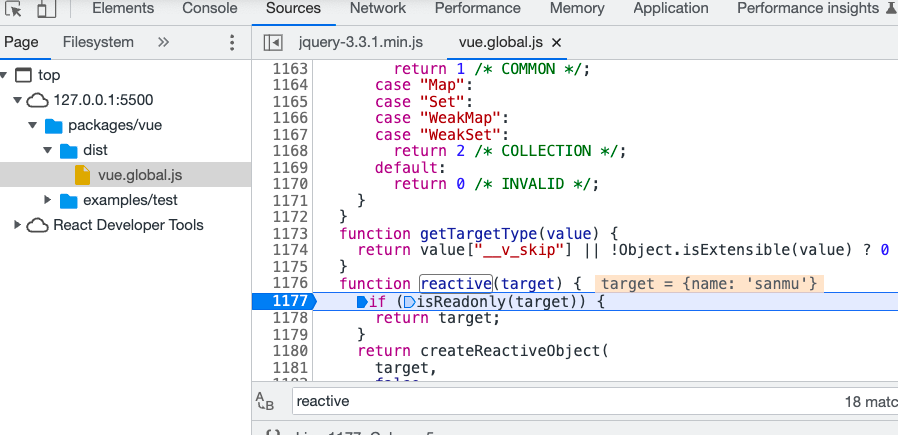 Elements Console Sources Network Performance Memory Application Performance insights
Page Filesystem »
jquery-3.3.1.min.js vue.global.js ×
top
127.0.0.1:5500
packages/vue
dist
vue.global.js
examples/test
React Developer Tools
1163 return 1 /* COMMON */;
1164 case "Map":
1165 case "Set":
1166 case "WeakMap":
1167 case "WeakSet":
1168 return 2 /* COLLECTION */;
1169 default:
1170 return 0 /* INVALID */;
1171 }
1172 }
1173 function getTargetType(value) {
1174 return value["__v_skip"] || !Object.isExtensible(value) ? 0
1175 }
1176 function reactive(target) { target = {name: 'sanmu'}
1177 if (isReadonly(target)) {
1178 return target;
1179 }
1180 return createReactiveObject(
1181 target,
1182 false
reactive 18 matc